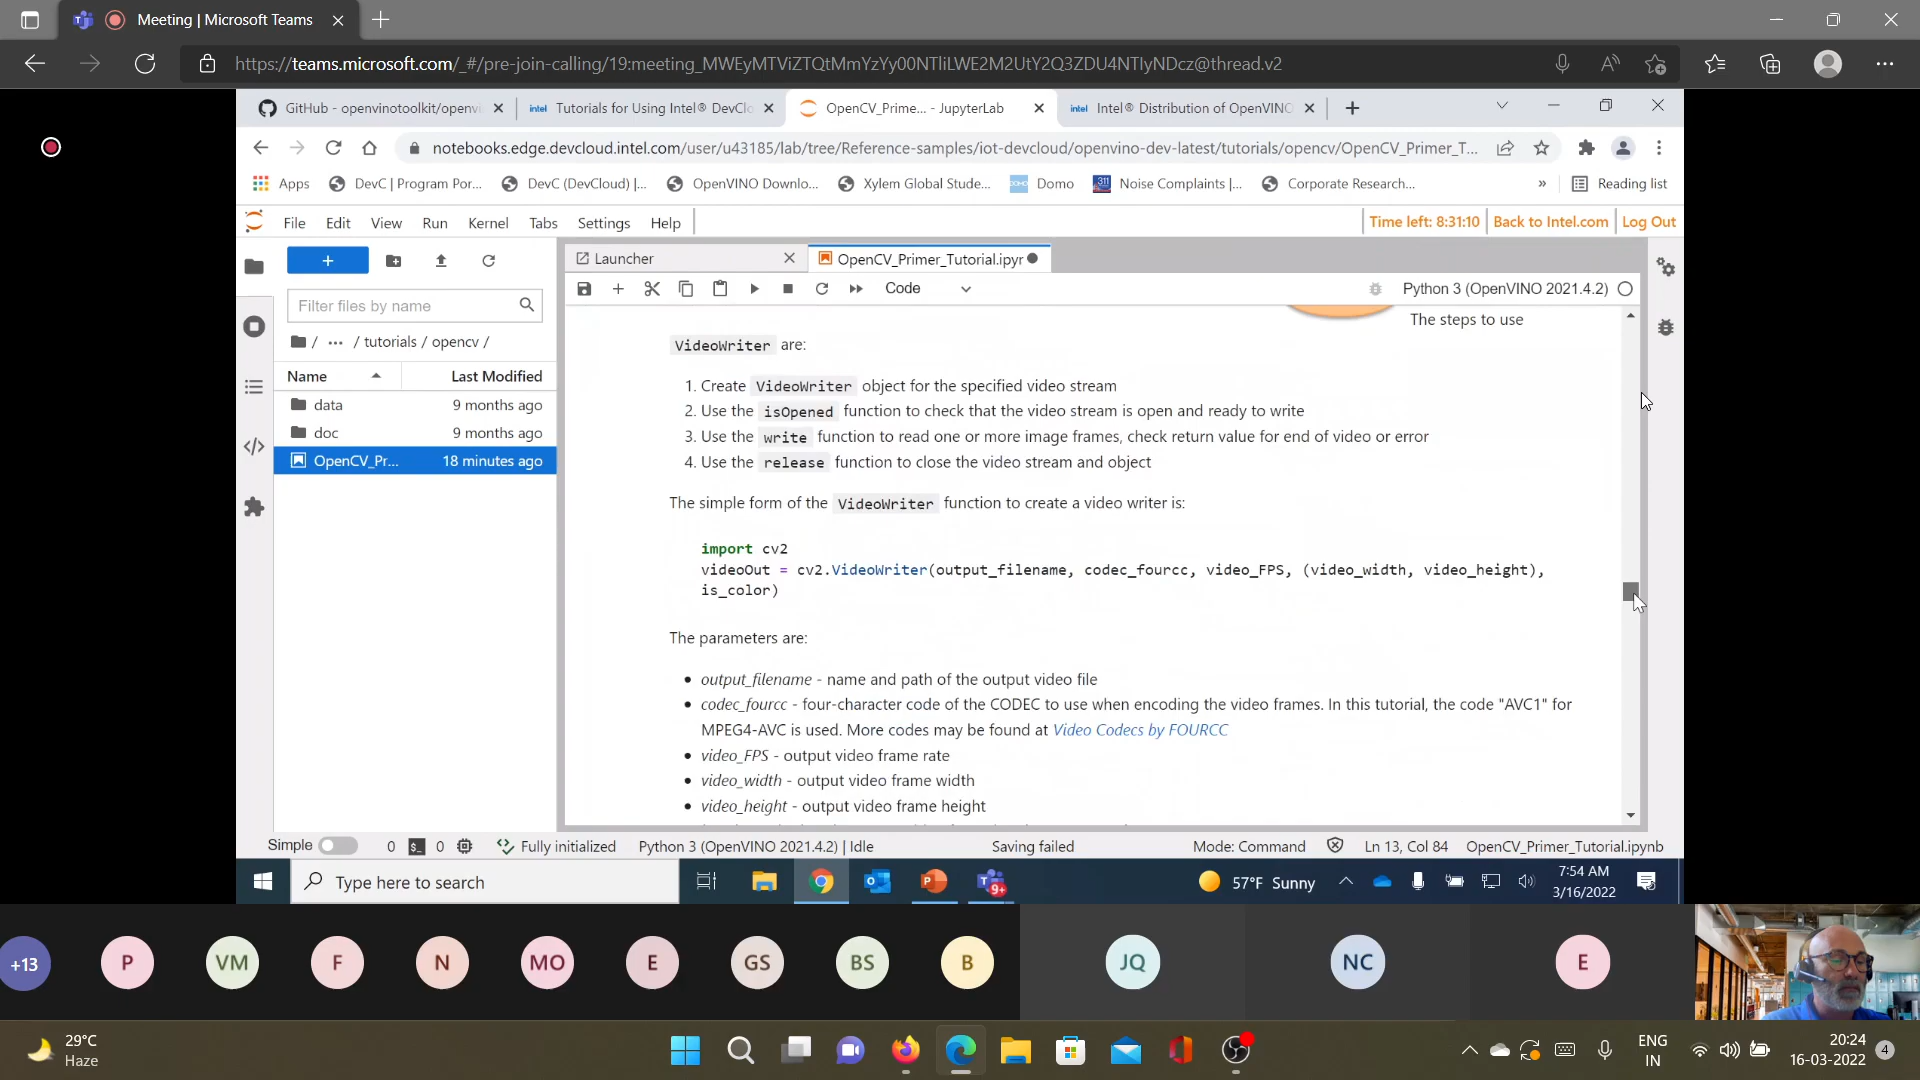 Meeting | Microsoft Teams
https://teams.microsoft.com/_#/pre-join-calling/19:meeting_MWEyMTViZTQtMmYzYy00NTliLWE2M2UtY2Q3ZDU4NTIyNDcz@thread.v2
GitHub - openvinotoolkit/openvi
intel Tutorials for Using Intel® DevClo
OpenCV_Prime... - JupyterLab
intel Intel® Distribution of OpenVINO
notebooks.edge.devcloud.intel.com/user/u43185/lab/tree/Reference-samples/iot-devcloud/openvino-dev-latest/tutorials/opencv/OpenCV_Primer_T...
Apps DevC | Program Por... DevC (DevCloud) |... OpenVINO Downlo... Xylem Global Stude... DOMO Domo 311 Noise Complaints |... Corporate Research... » Reading list
File Edit View Run Kernel Tabs Settings Help
Time left: 8:31:10 Back to Intel.com Log Out
Launcher
OpenCV_Primer_Tutorial.ipyr
Code
Python 3 (OpenVINO 2021.4.2)
Filter files by name
/ ··· / tutorials / opencv /
Name Last Modified
data 9 months ago
doc 9 months ago
OpenCV_Pr... 18 minutes ago
The steps to use
VideoWriter are:
1. Create VideoWriter object for the specified video stream
2. Use the isOpened function to check that the video stream is open and ready to write
3. Use the write function to read one or more image frames, check return value for end of video or error
4. Use the release function to close the video stream and object
The simple form of the VideoWriter function to create a video writer is:
import cv2
videoOut = cv2.VideoWriter(output_filename, codec_fourcc, video_FPS, (video_width, video_height),
is_color)
The parameters are:
• output_filename - name and path of the output video file
• codec_fourcc - four-character code of the CODEC to use when encoding the video frames. In this tutorial, the code "AVC1" for
MPEG4-AVC is used. More codes may be found at Video Codecs by FOURCC
• video_FPS - output video frame rate
• video_width - output video frame width
• video_height - output video frame height
Simple 0 $_ 0 Fully initialized Python 3 (OpenVINO 2021.4.2) | Idle Saving failed Mode: Command Ln 13, Col 84 OpenCV_Primer_Tutorial.ipynb
Type here to search
9+
57°F Sunny
7:54 AM
3/16/2022
+13 P VM F N MO E GS BS B JQ NC E
29°C
Haze
ENG
IN
20:24
16-03-2022
4